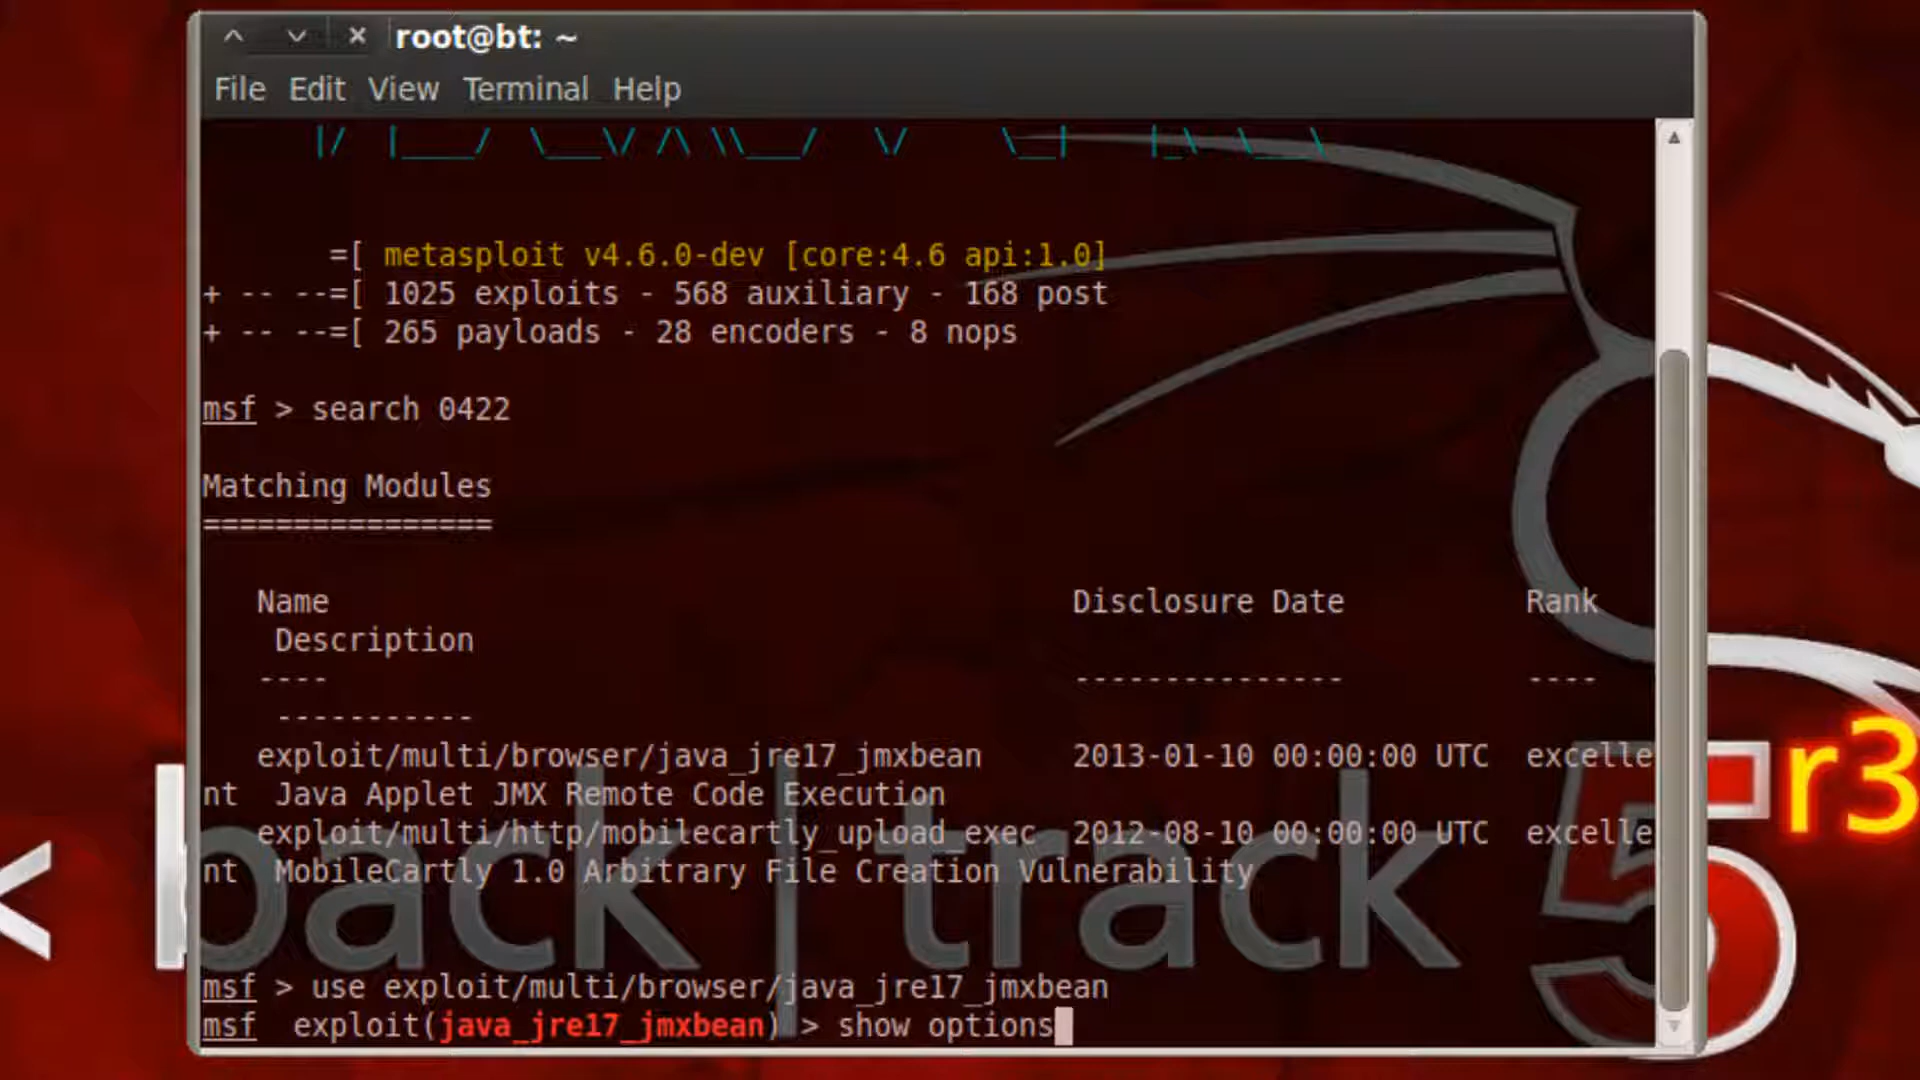 root@bt: ~
File Edit View Terminal Help
=[ metasploit v4.6.0-dev [core:4.6 api:1.0]
+ -- --=[ 1025 exploits - 568 auxiliary - 168 post
+ -- --=[ 265 payloads - 28 encoders - 8 nops
msf > search 0422
Matching Modules
================
Name Disclosure Date Rank
Description
---- --------------- ----
-----------
exploit/multi/browser/java_jre17_jmxbean 2013-01-10 00:00:00 UTC excelle
nt Java Applet JMX Remote Code Execution
exploit/multi/http/mobilecartly_upload_exec 2012-08-10 00:00:00 UTC excelle
nt MobileCartly 1.0 Arbitrary File Creation Vulnerability
msf > use exploit/multi/browser/java_jre17_jmxbean
msf exploit(java_jre17_jmxbean) > show options
< back | track 5 r3